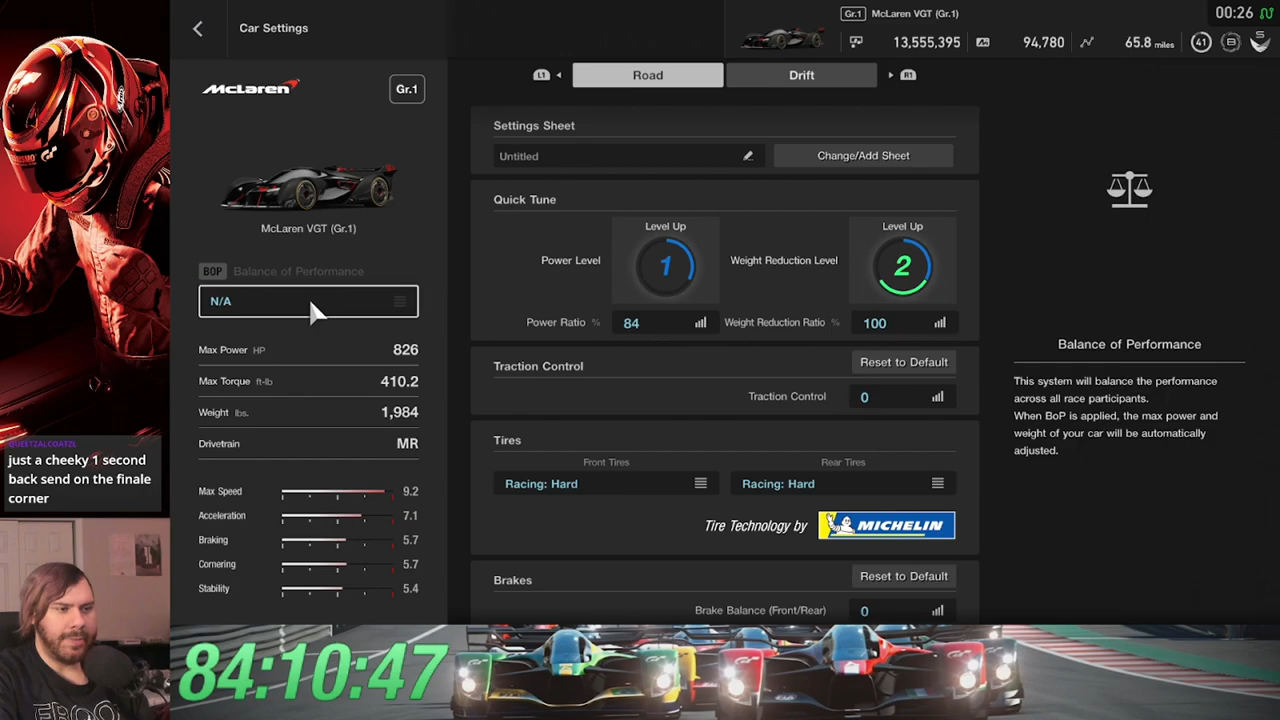 Car Settings
Gr.1 McLaren VGT (Gr.1)
13,555,395 94,780 65.8 miles 41 B S
00:26
McLaren
Gr.1
McLaren VGT (Gr.1)
BOP Balance of Performance
N/A
Max Power HP 826
Max Torque ft-lb 410.2
Weight lbs. 1,984
Drivetrain MR
Max Speed 9.2
Acceleration 7.1
Braking 5.7
Cornering 5.7
Stability 5.4
L1 Road Drift R1
Settings Sheet
Untitled Change/Add Sheet
Quick Tune
Level Up Level Up
Power Level 1 Weight Reduction Level 2
Power Ratio % 84 Weight Reduction Ratio % 100
Traction Control Reset to Default
Traction Control 0
Tires
Front Tires Rear Tires
Racing: Hard Racing: Hard
Tire Technology by MICHELIN
Brakes Reset to Default
Brake Balance (Front/Rear) 0
Balance of Performance
This system will balance the performance
across all race participants.
When BoP is applied, the max power and
weight of your car will be automatically
adjusted.
just a cheeky 1 second
back send on the finale
corner
84:10:47